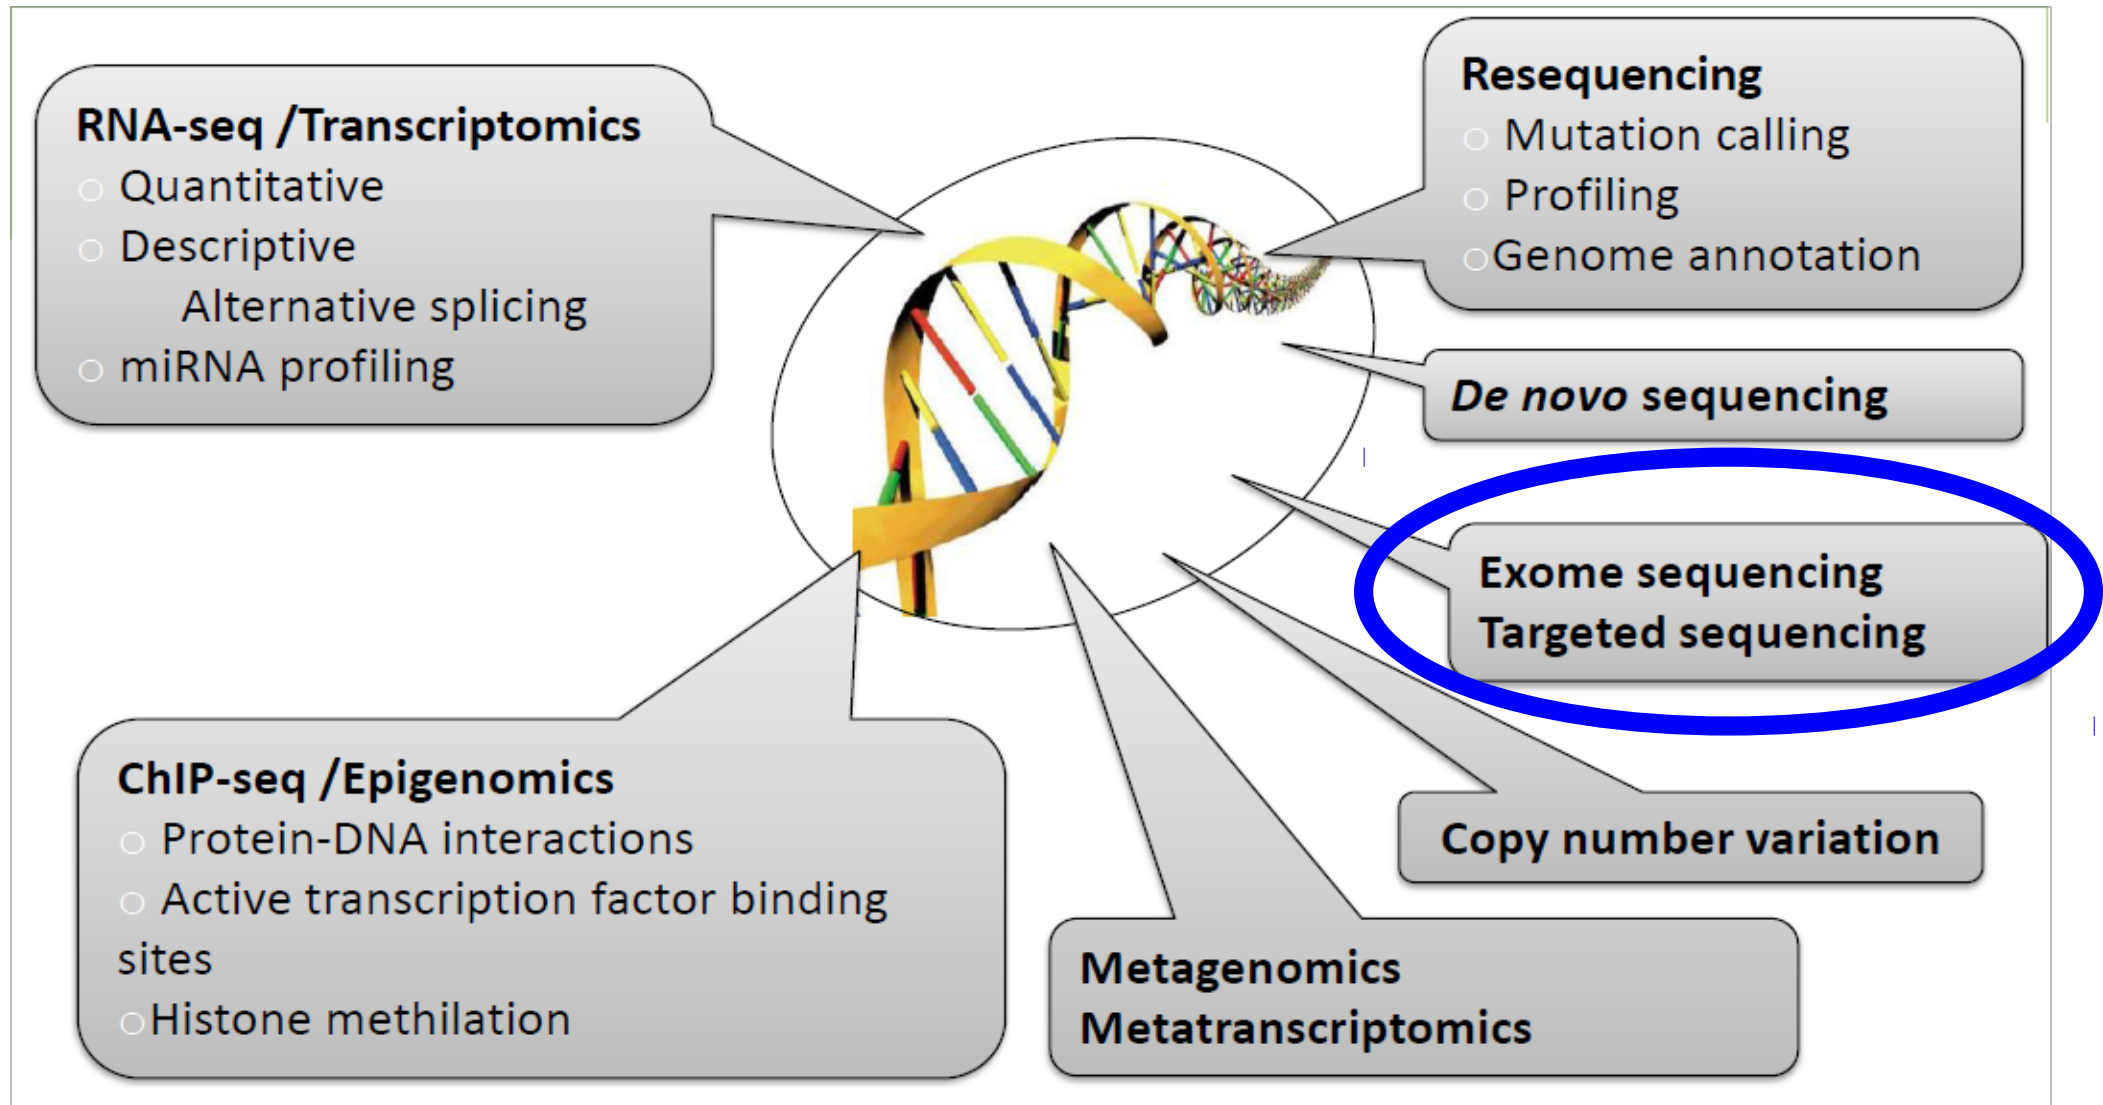 RNA-seq /Transcriptomics
○ Quantitative
○ Descriptive
Alternative splicing
○ miRNA profiling
Resequencing
○ Mutation calling
○ Profiling
○Genome annotation
De novo sequencing
Exome sequencing
Targeted sequencing
Copy number variation
Metagenomics
Metatranscriptomics
ChIP-seq /Epigenomics
○ Protein-DNA interactions
○ Active transcription factor binding
sites
○Histone methilation